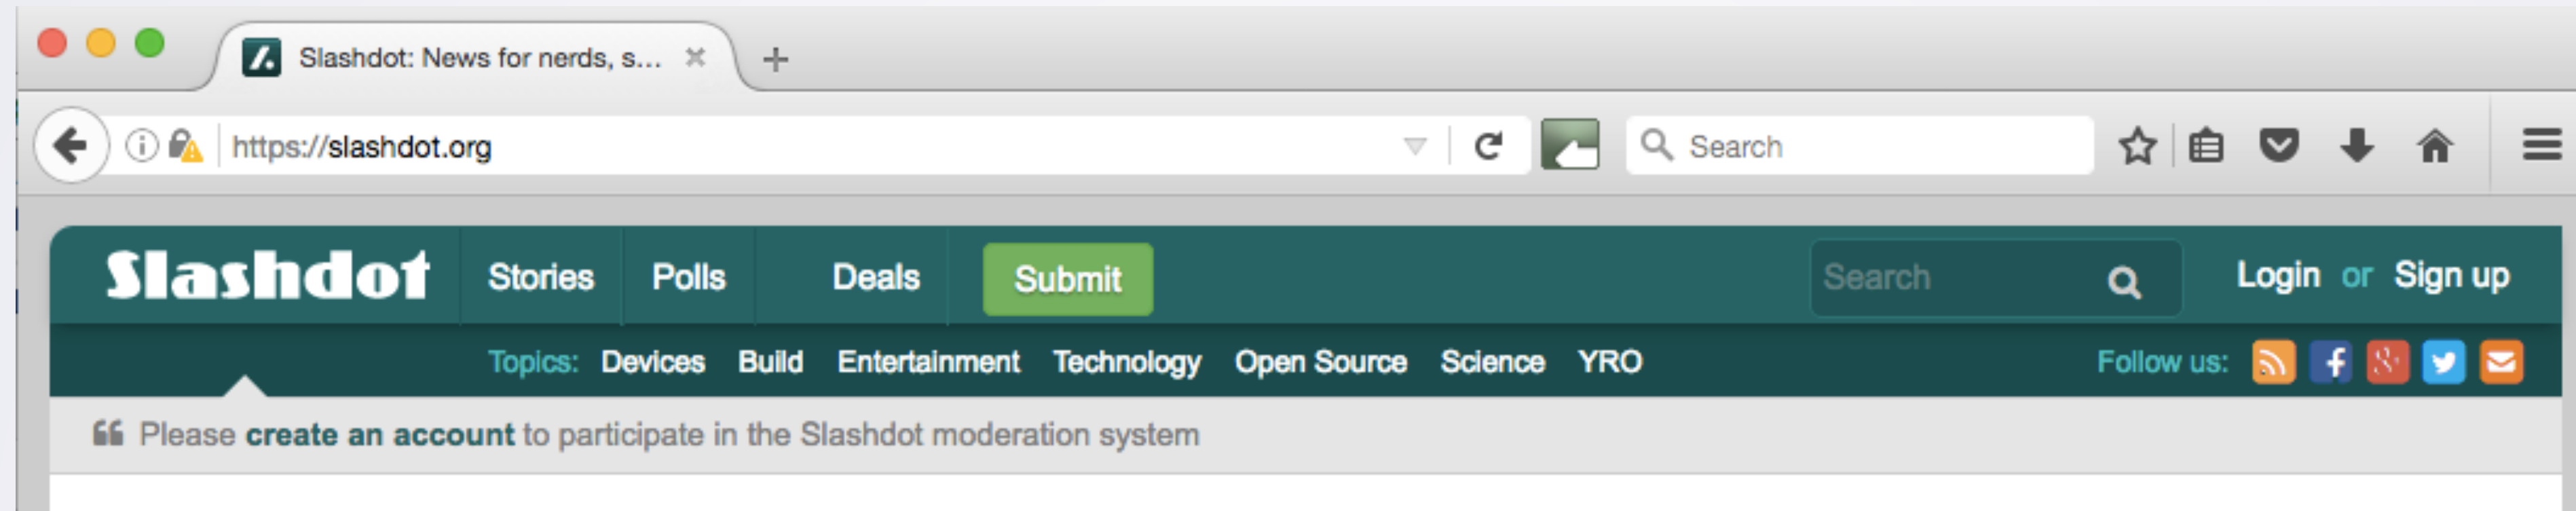 Slashdot: News for nerds, s...
https://slashdot.org
Search
Slashdot Stories Polls Deals Submit Search Login or Sign up
Topics: Devices Build Entertainment Technology Open Source Science YRO Follow us:
Please create an account to participate in the Slashdot moderation system